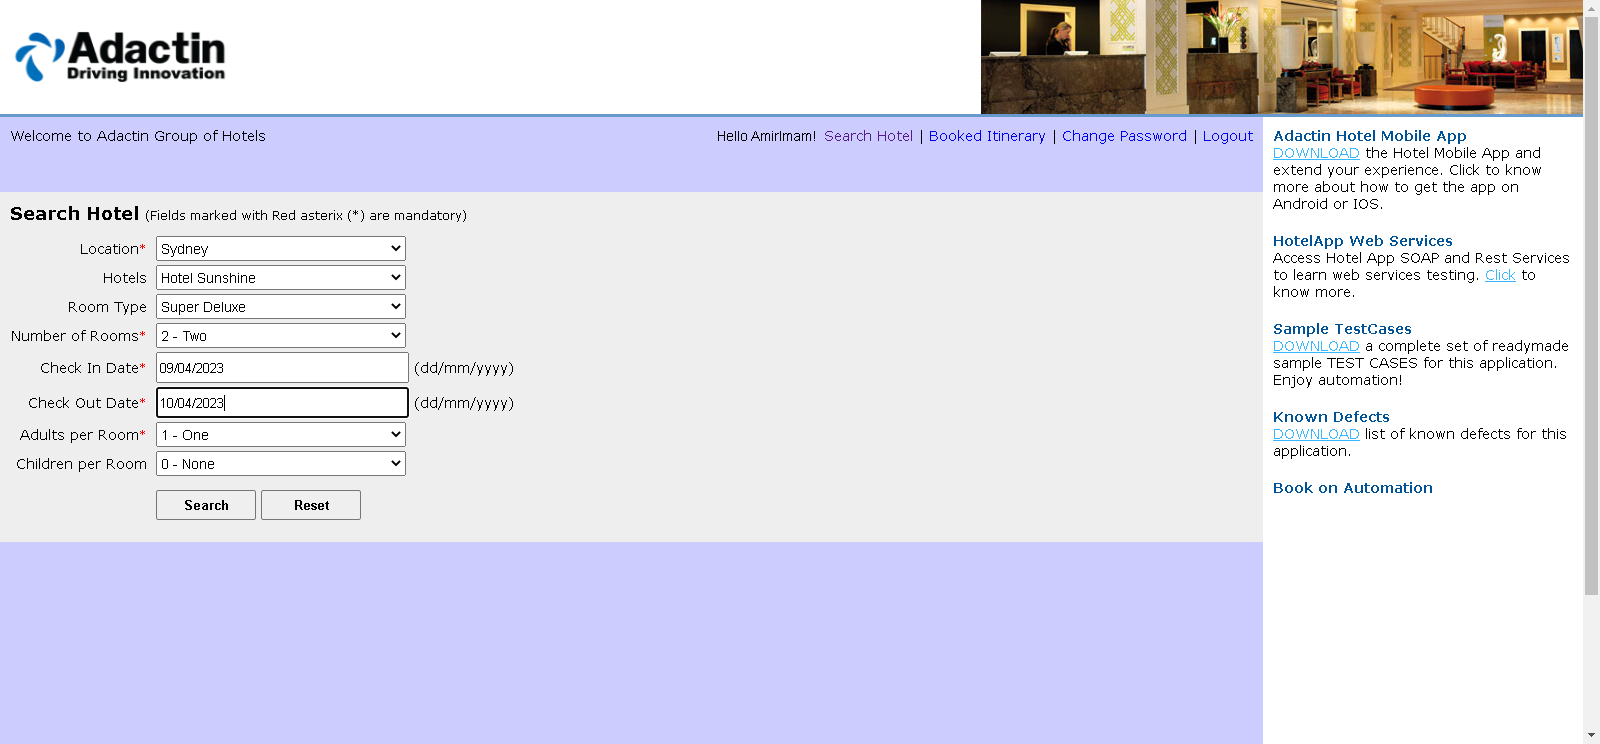 Adactin
Driving Innovation
Welcome to Adactin Group of Hotels
Hello AmirImam! Search Hotel | Booked Itinerary | Change Password | Logout
Search Hotel (Fields marked with Red asterix (*) are mandatory)
Location* Sydney
Hotels Hotel Sunshine
Room Type Super Deluxe
Number of Rooms* 2 - Two
Check In Date* 09/04/2023 (dd/mm/yyyy)
Check Out Date* 10/04/2023 (dd/mm/yyyy)
Adults per Room* 1 - One
Children per Room 0 - None
Search Reset
Adactin Hotel Mobile App
DOWNLOAD the Hotel Mobile App and
extend your experience. Click to know
more about how to get the app on
Android or IOS.
HotelApp Web Services
Access Hotel App SOAP and Rest Services
to learn web services testing. Click to
know more.
Sample TestCases
DOWNLOAD a complete set of readymade
sample TEST CASES for this application.
Enjoy automation!
Known Defects
DOWNLOAD list of known defects for this
application.
Book on Automation